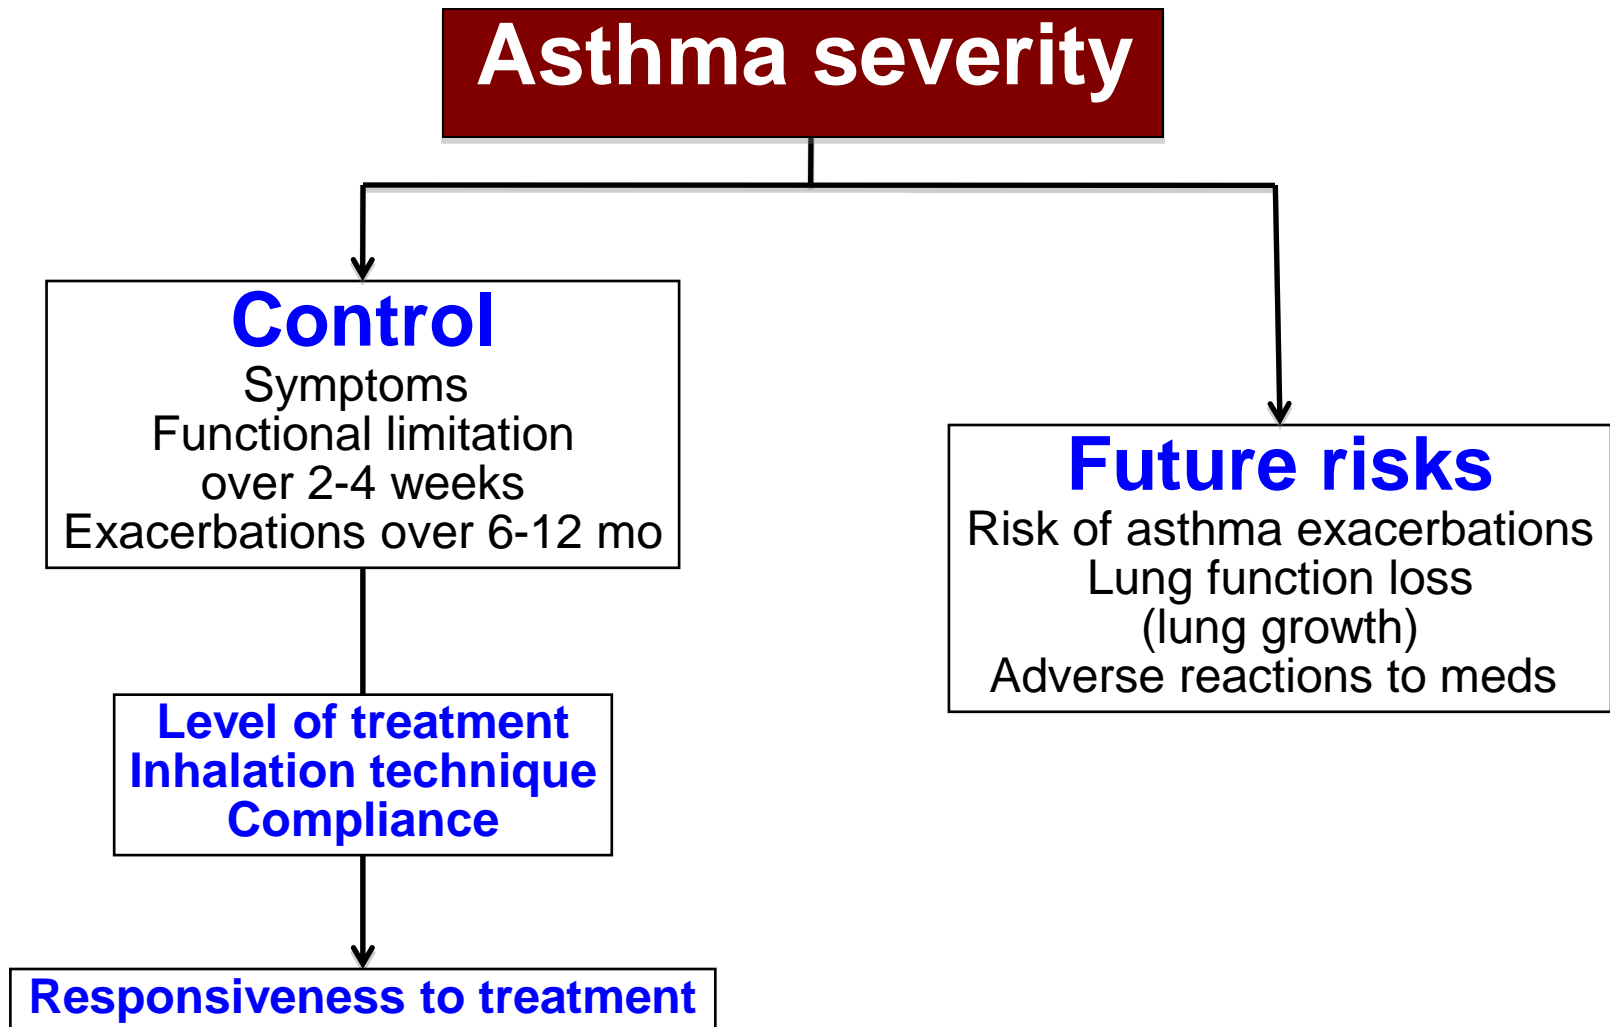 Asthma severity
Control
Symptoms
Functional limitation
over 2-4 weeks
Exacerbations over 6-12 mo
Future risks
Risk of asthma exacerbations
Lung function loss
(lung growth)
Adverse reactions to meds
Level of treatment
Inhalation technique
Compliance
Responsiveness to treatment